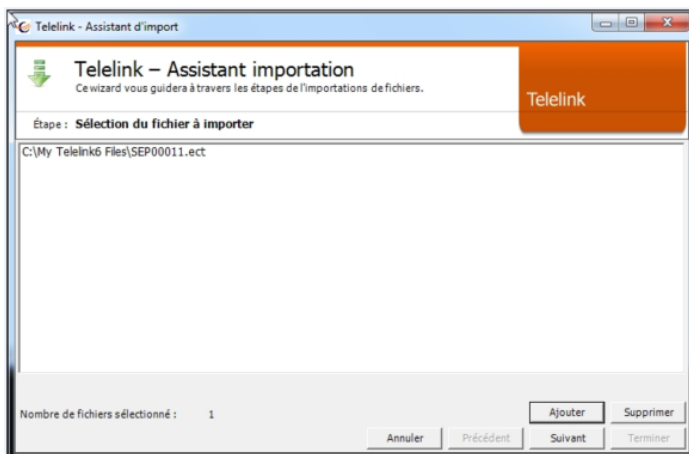 Telelink - Assistant d'import
Telelink – Assistant importation
Ce wizard vous guidera à travers les étapes de l'importations de fichiers.
Telelink
Étape : Sélection du fichier à importer
C:\My Telelink6 Files\SEP00011.ect
Nombre de fichiers sélectionné : 1
Ajouter Supprimer
Annuler Précédent Suivant Terminer